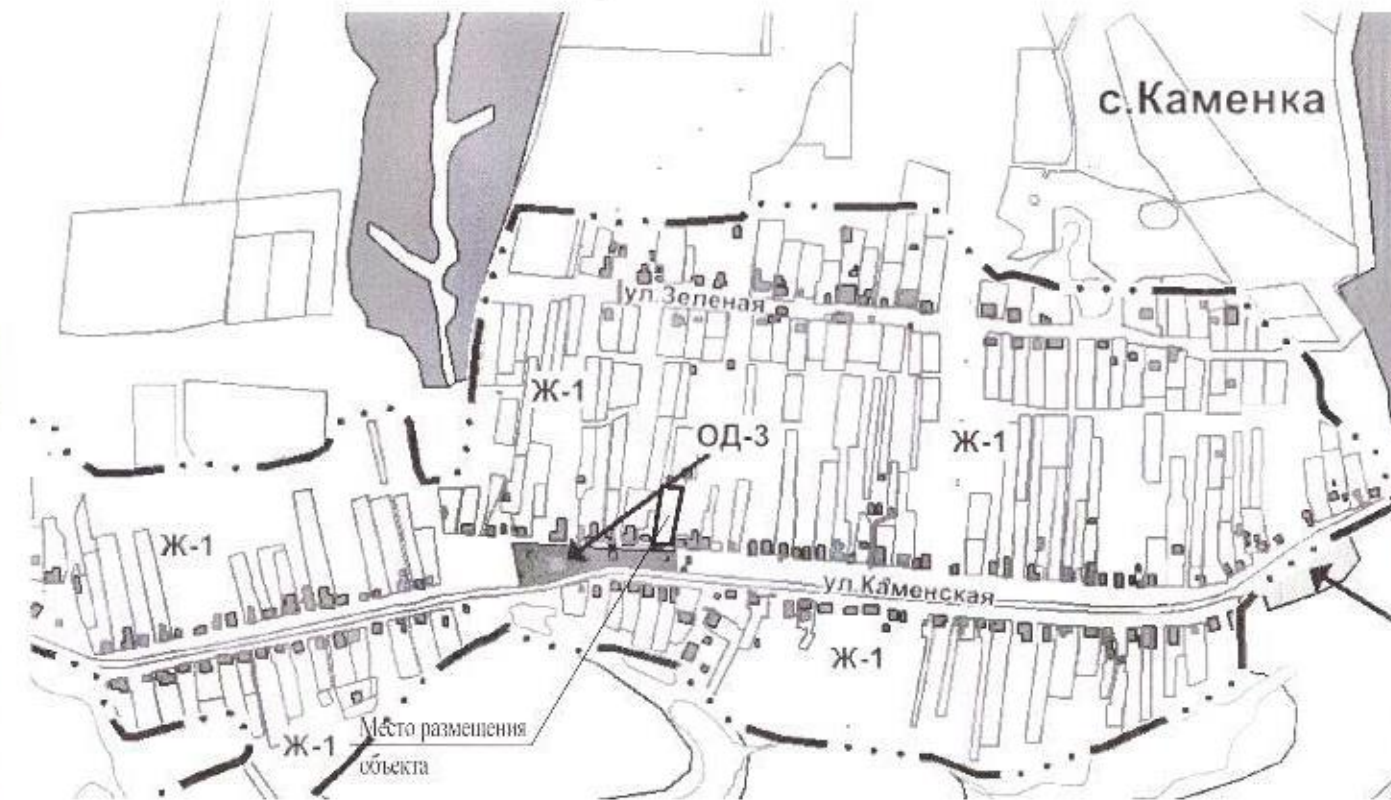 с.Каменка
ул.Зеленая
Ж-1
ОД-3
Ж-1
Ж-1
ул.Каменская
Ж-1
Ж-1
Место размещения
объекта